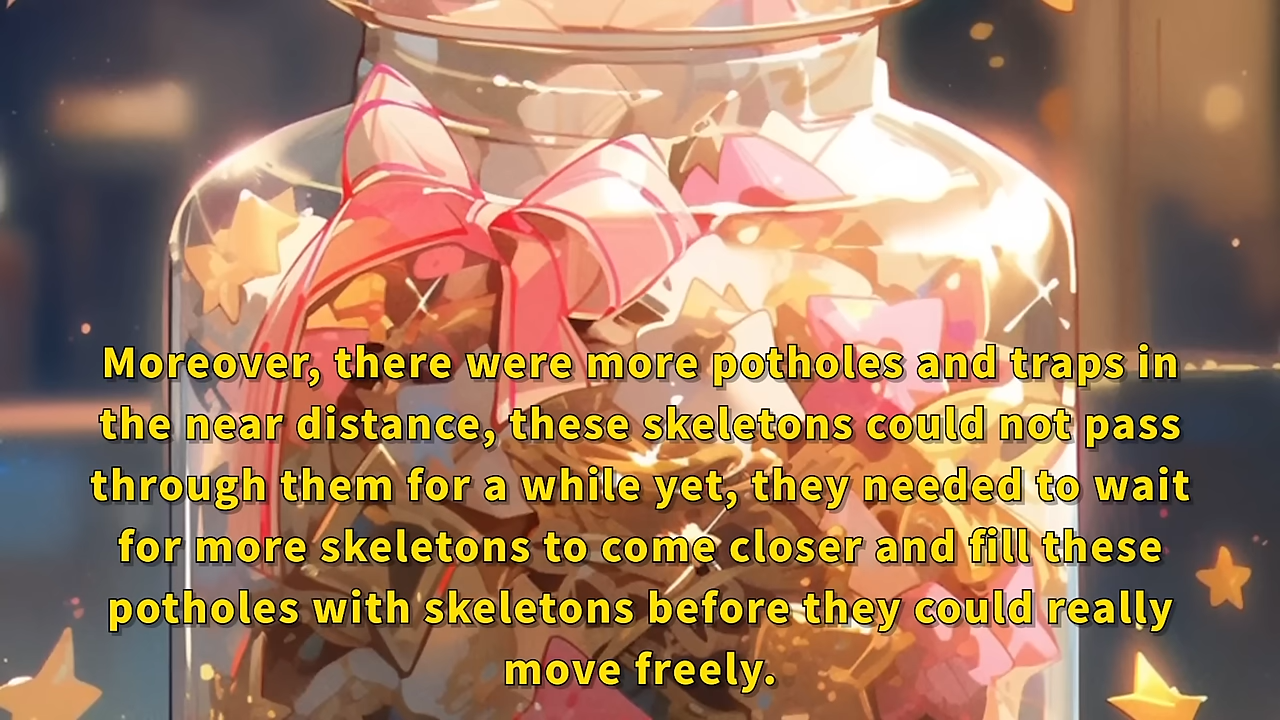 Moreover, there were more potholes and traps in
the near distance, these skeletons could not pass
through them for a while yet, they needed to wait
for more skeletons to come closer and fill these
potholes with skeletons before they could really
move freely.